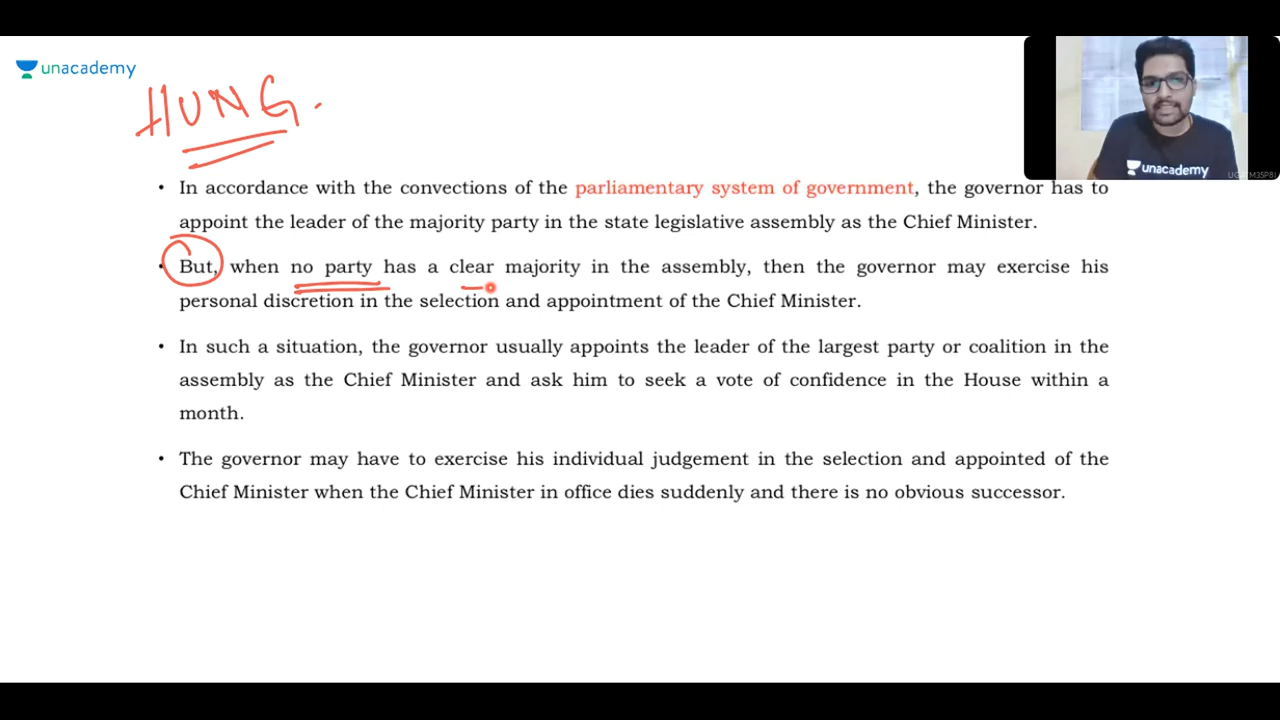 unacademy
HUNG.
unacademy
• In accordance with the convections of the parliamentary system of government, the governor has to
appoint the leader of the majority party in the state legislative assembly as the Chief Minister.
• But, when no party has a clear majority in the assembly, then the governor may exercise his
personal discretion in the selection and appointment of the Chief Minister.
• In such a situation, the governor usually appoints the leader of the largest party or coalition in the
assembly as the Chief Minister and ask him to seek a vote of confidence in the House within a
month.
• The governor may have to exercise his individual judgement in the selection and appointed of the
Chief Minister when the Chief Minister in office dies suddenly and there is no obvious successor.